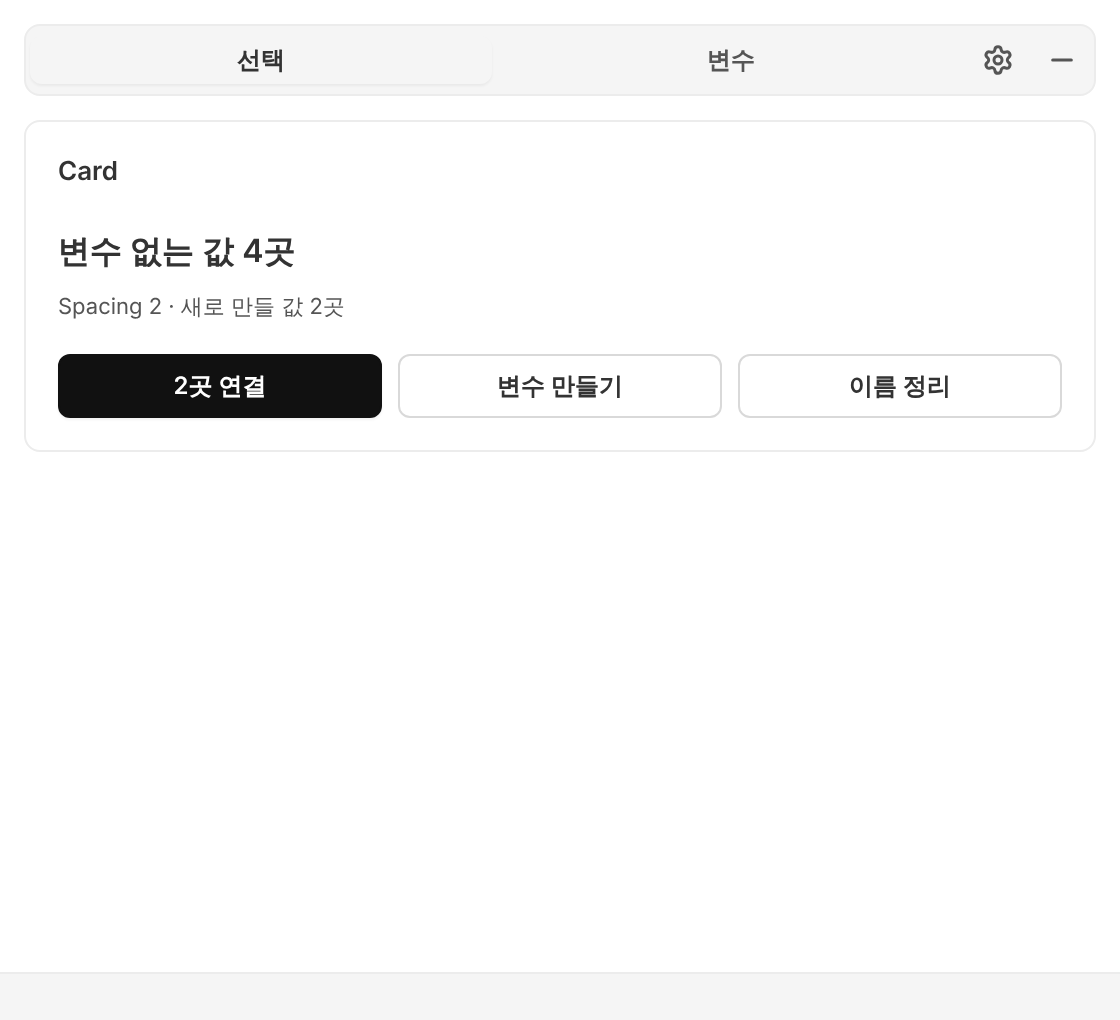 선택
변수
Card
변수 없는 값 4곳
Spacing 2 · 새로 만들 값 2곳
2곳 연결
변수 만들기
이름 정리